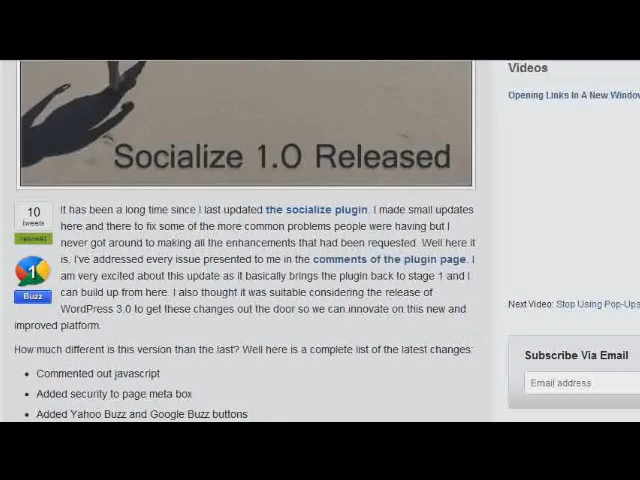 Socialize 1.0 Released
10
tweets
retweet
1
Buzz
It has been a long time since I last updated the socialize plugin. I made small updates
here and there to fix some of the more common problems people were having but I
never got around to making all the enhancements that had been requested. Well here it
is, I've addressed every issue presented to me in the comments of the plugin page. I
am very excited about this update as it basically brings the plugin back to stage 1 and I
can build up from here. I also thought it was suitable considering the release of
WordPress 3.0 to get these changes out the door so we can innovate on this new and
improved platform.
How much different is this version than the last? Well here is a complete list of the latest changes:
• Commented out javascript
• Added security to page meta box
• Added Yahoo Buzz and Google Buzz buttons
Videos
Opening Links In A New Window
Next Video: Stop Using Pop-Ups
Subscribe Via Email
Email address